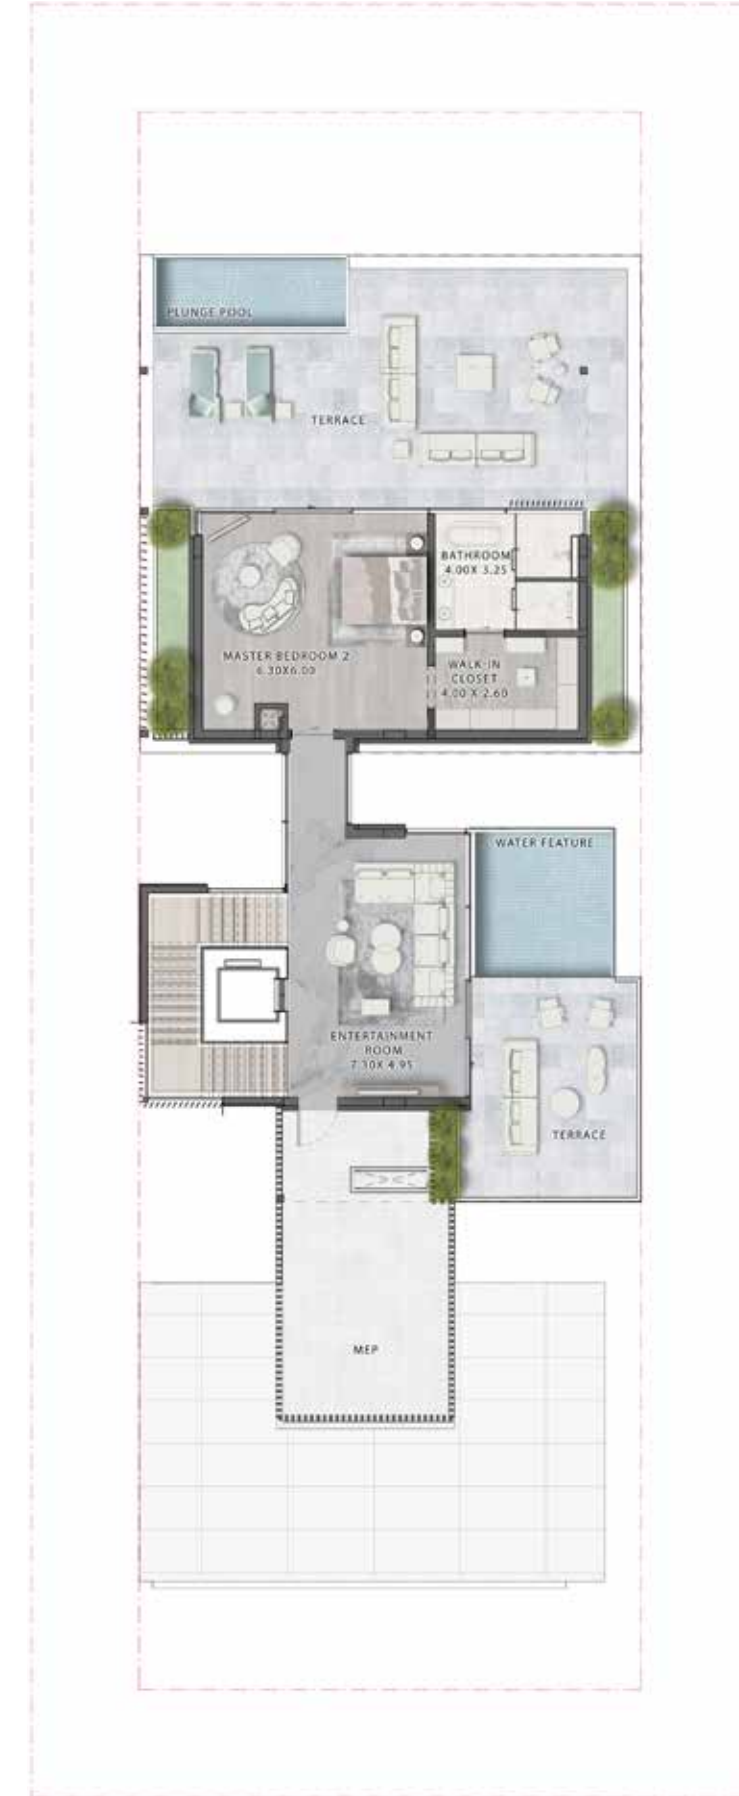 PLUNGE POOL
TERRACE
BATHROOM
4.00X 3.25
MASTER BEDROOM 2
6.30X6.00
WALK-IN
CLOSET
4.00 X 2.60
WATER FEATURE
ENTERTAINMENT
ROOM
7.30X 4.95
TERRACE
MEP